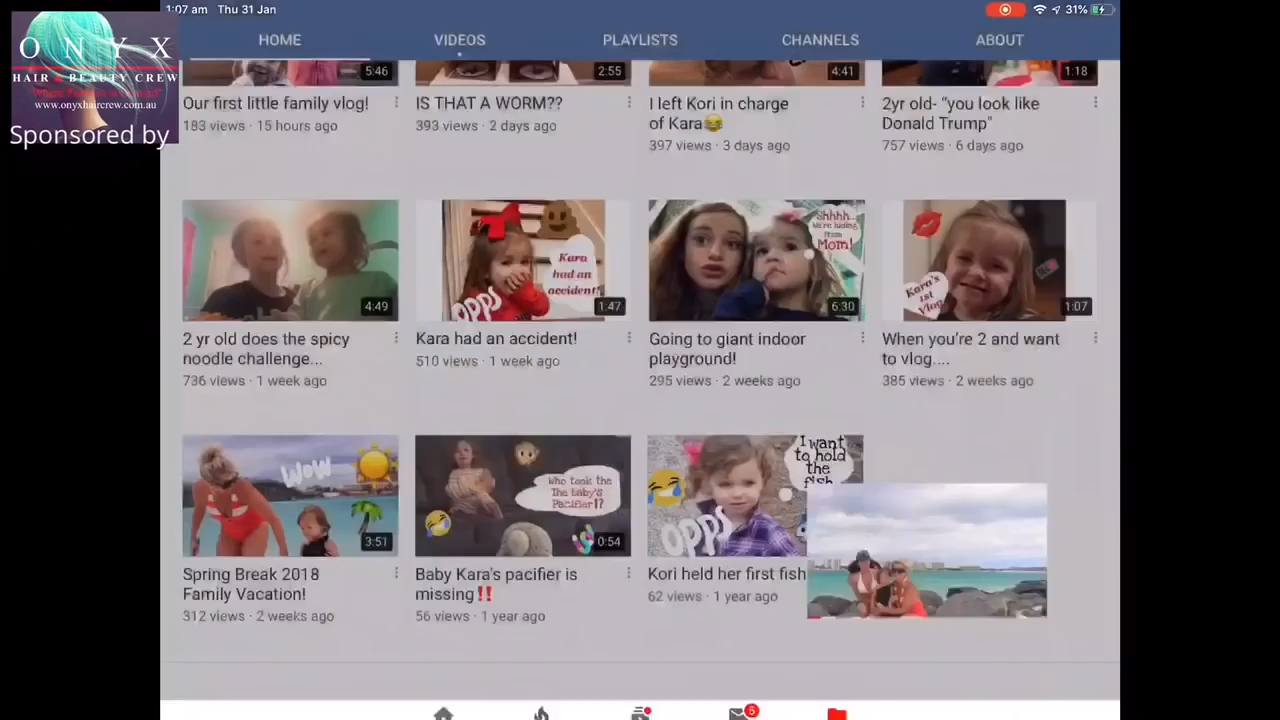 1:07 am Thu 31 Jan
31%
ONYX
HAIR & BEAUTY CREW
www.onyxhaircrew.com.au
Sponsored by
HOME VIDEOS PLAYLISTS CHANNELS ABOUT
5:46 2:55 4:41 1:18
Our first little family vlog!
183 views · 15 hours ago
IS THAT A WORM??
393 views · 2 days ago
I left Kori in charge
of Kara😂
397 views · 3 days ago
2yr old- “you look like
Donald Trump"
757 views · 6 days ago
4:49
2 yr old does the spicy
noodle challenge...
736 views · 1 week ago
Kara
had an
accident!
OPPS
1:47
Kara had an accident!
510 views · 1 week ago
Shhhh...
we're hiding
from
Mom!
6:30
Going to giant indoor
playground!
295 views · 2 weeks ago
Kara's
1st
Vlog
1:07
When you're 2 and want
to vlog....
385 views · 2 weeks ago
WOW
3:51
Spring Break 2018
Family Vacation!
312 views · 2 weeks ago
Who took the
The baby's
Pacifier!?
0:54
Baby Kara's pacifier is
missing‼️
56 views · 1 year ago
I want
to hold
the
fish
OPPS
Kori held her first fish
62 views · 1 year ago
5